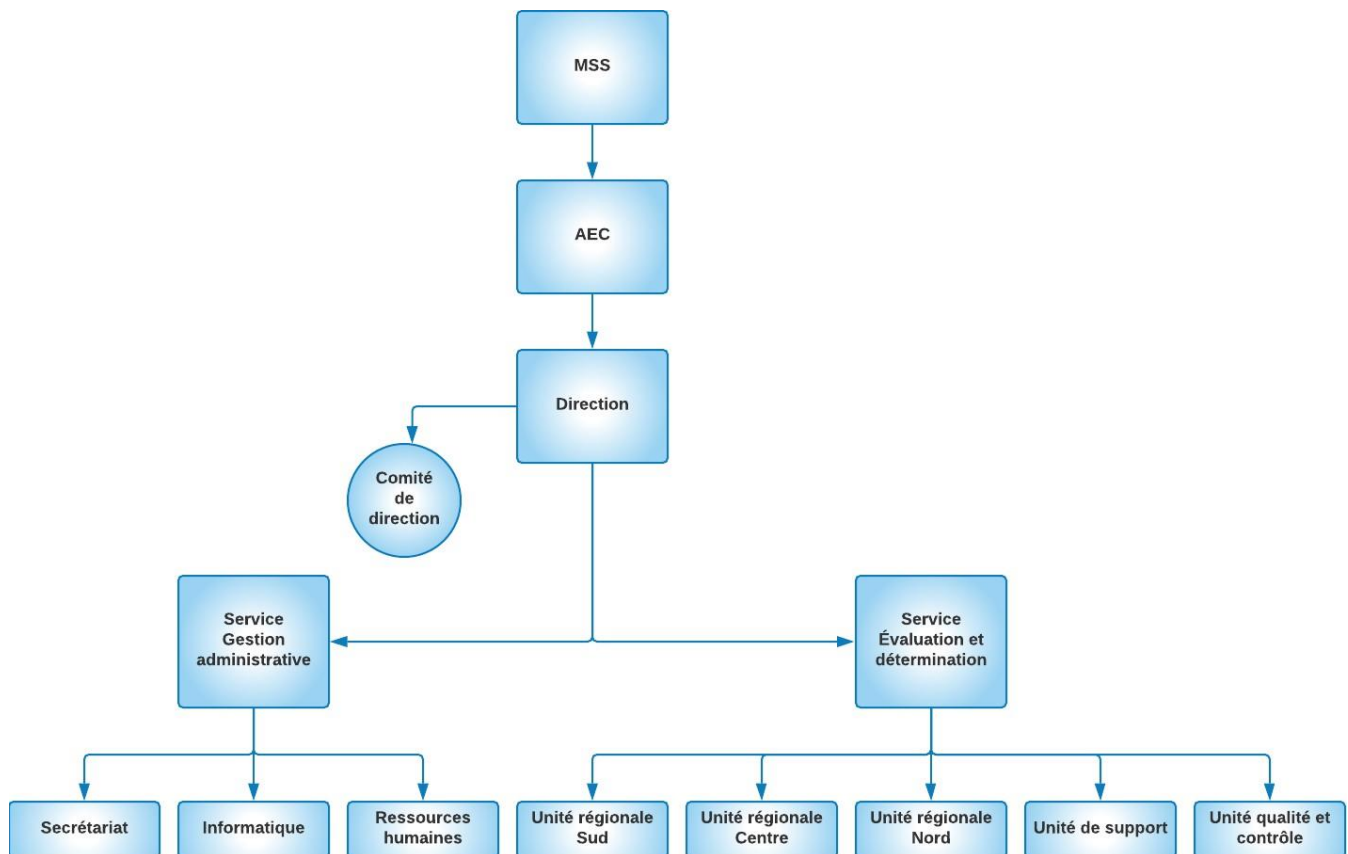 MSS
AEC
Direction
Comité
de
direction
Service
Gestion
administrative
Service
Évaluation et
détermination
Secrétariat
Informatique
Ressources
humaines
Unité régionale
Sud
Unité régionale
Centre
Unité régionale
Nord
Unité de support
Unité qualité et
contrôle